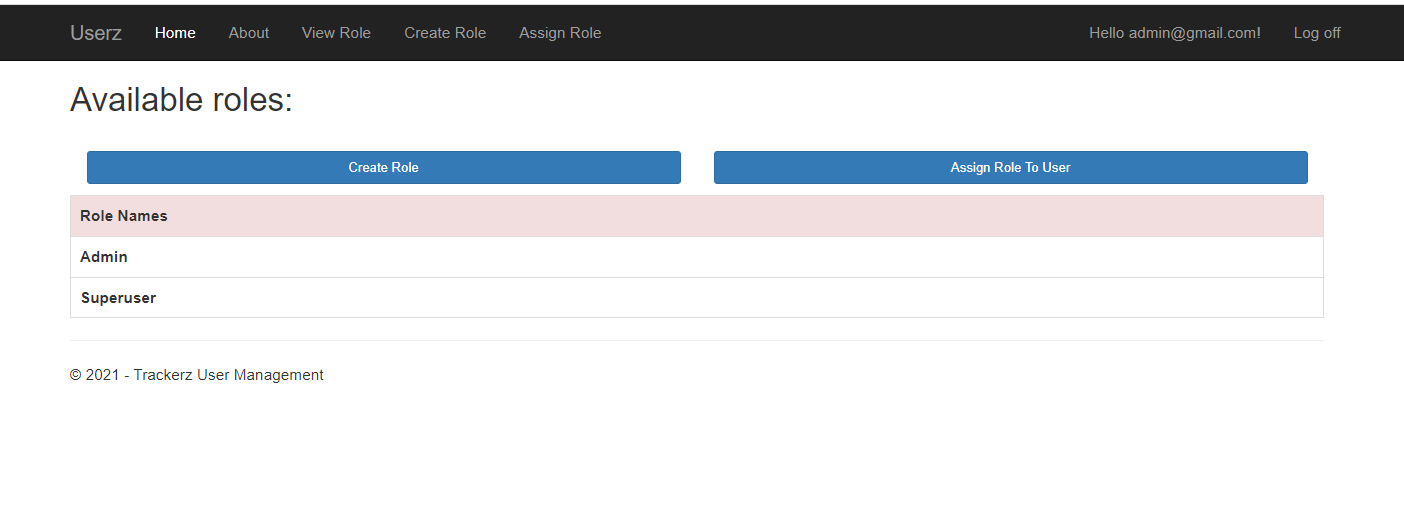 Userz Home About View Role Create Role Assign Role Hello admin@gmail.com! Log off
Available roles:
Create Role Assign Role To User
Role Names
Admin
Superuser
© 2021 - Trackerz User Management